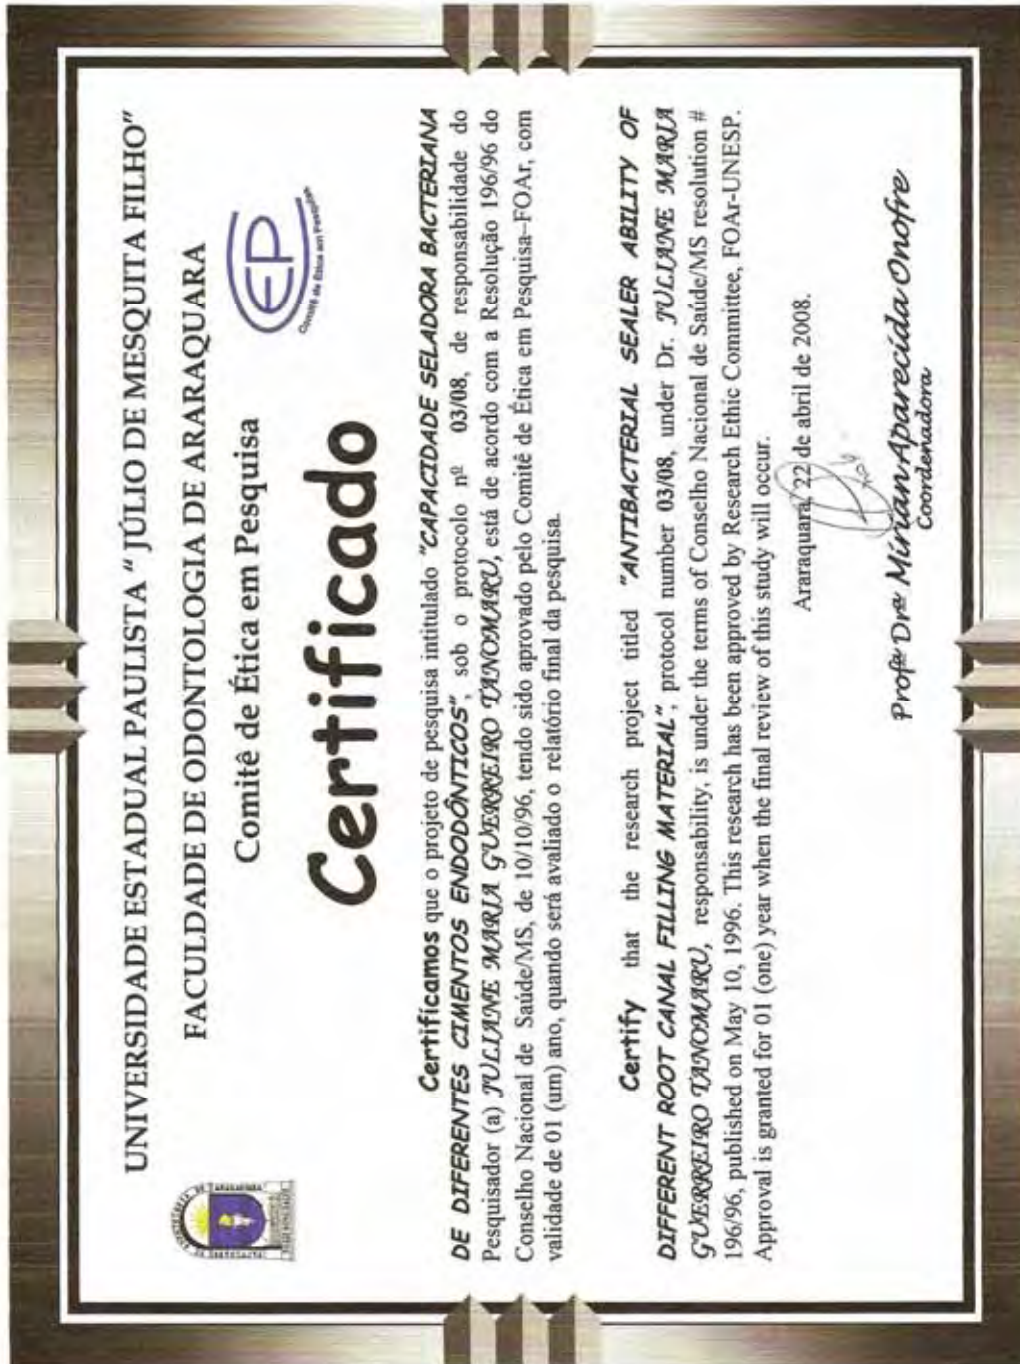 UNIVERSIDADE ESTADUAL PAULISTA " JÚLIO DE MESQUITA FILHO"
FACULDADE DE ODONTOLOGIA DE ARARAQUARA
Comitê de Ética em Pesquisa
CEP
Comitê de Ética em Pesquisa
Certificado
Certificamos que o projeto de pesquisa intitulado "CAPACIDADE SELADORA BACTERIANA
DE DIFERENTES CIMENTOS ENDODÔNTICOS", sob o protocolo nº 03/08, de responsabilidade do
Pesquisador (a) JULIANE MARIA GUERREIRO TANOMARU, está de acordo com a Resolução 196/96 do
Conselho Nacional de Saúde/MS, de 10/10/96, tendo sido aprovado pelo Comitê de Ética em Pesquisa-FOAr, com
validade de 01 (um) ano, quando será avaliado o relatório final da pesquisa.
Certify that the research project titled "ANTIBACTERIAL SEALER ABILITY OF
DIFFERENT ROOT CANAL FILLING MATERIAL", protocol number 03/08, under Dr. JULIANE MARIA
GUERREIRO TANOMARU, responsability, is under the terms of Conselho Nacional de Saúde/MS resolution #
196/96, published on May 10, 1996. This research has been approved by Research Ethic Committee, FOAr-UNESP.
Approval is granted for 01 (one) year when the final review of this study will occur.
Araraquara, 22 de abril de 2008.
Profª Drª Mirian Aparecida Onofre
Coordenadora